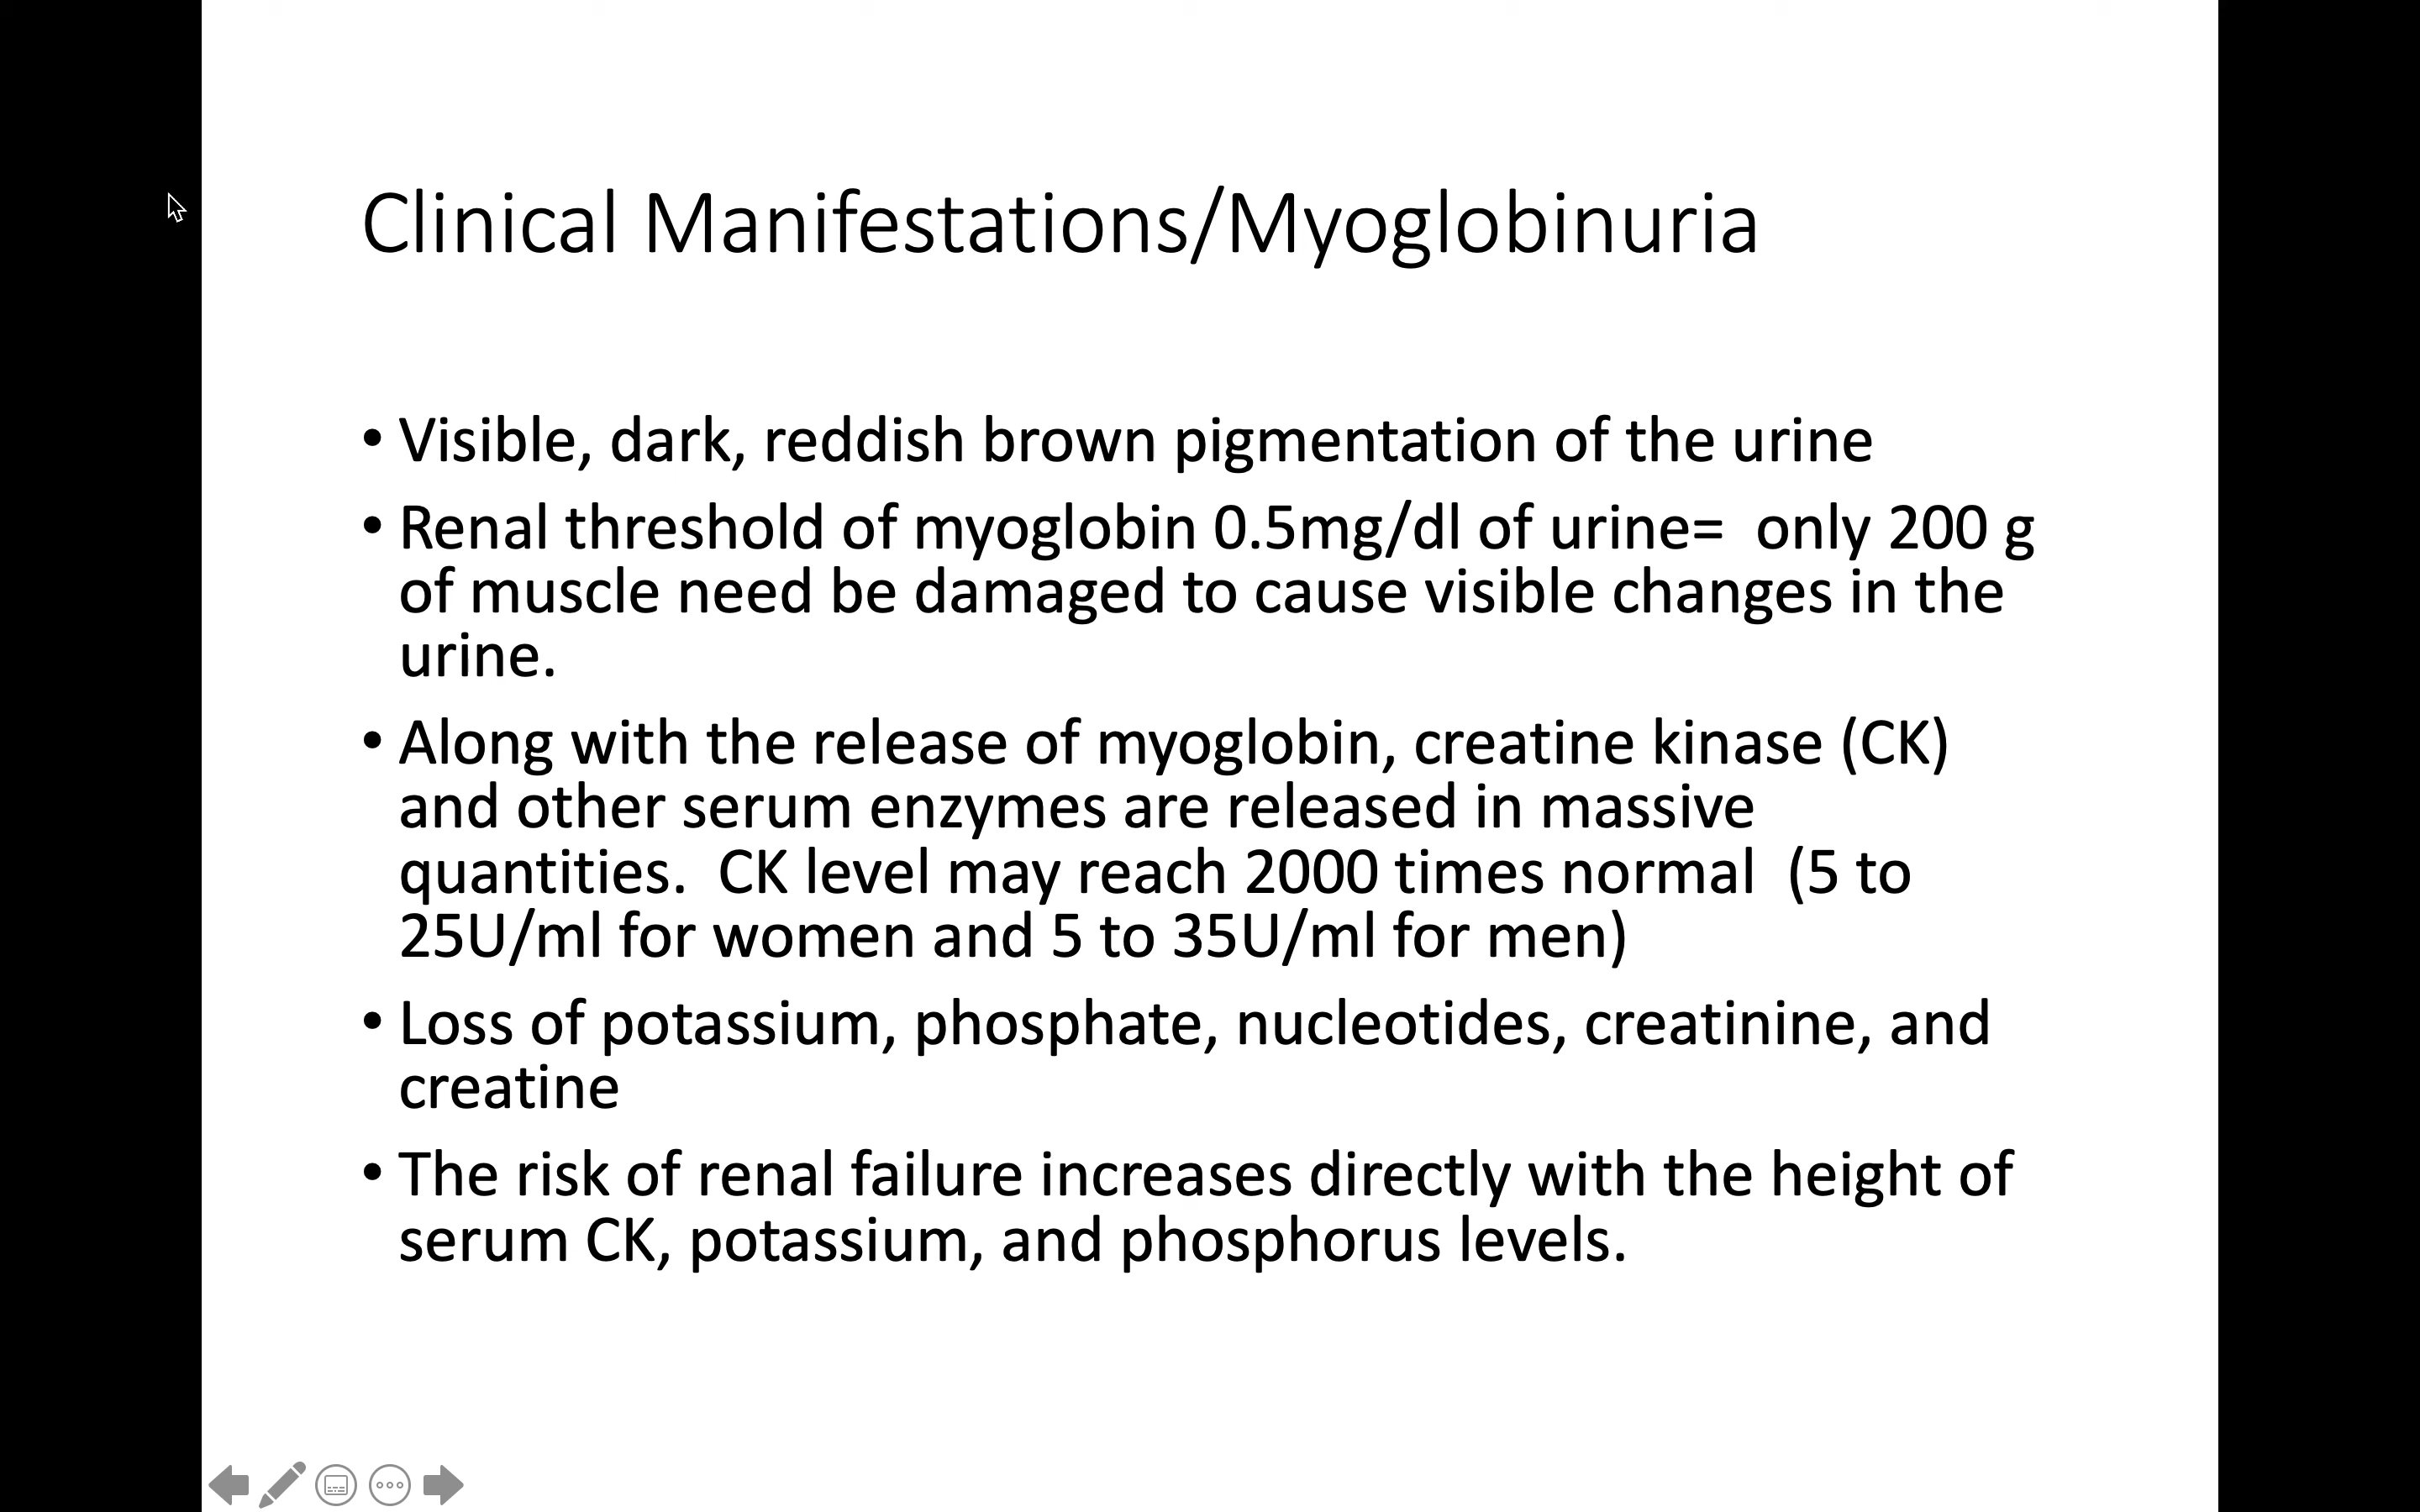 Clinical Manifestations/Myoglobinuria
• Visible, dark, reddish brown pigmentation of the urine
• Renal threshold of myoglobin 0.5mg/dl of urine=  only 200 g
of muscle need be damaged to cause visible changes in the
urine.
• Along with the release of myoglobin, creatine kinase (CK)
and other serum enzymes are released in massive
quantities.  CK level may reach 2000 times normal  (5 to
25U/ml for women and 5 to 35U/ml for men)
• Loss of potassium, phosphate, nucleotides, creatinine, and
creatine
• The risk of renal failure increases directly with the height of
serum CK, potassium, and phosphorus levels.